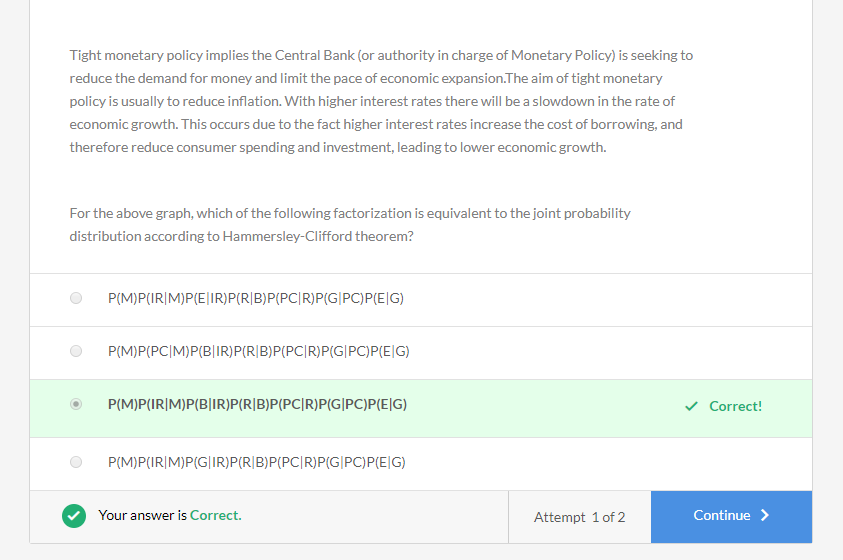 Tight monetary policy implies the Central Bank (or authority in charge of Monetary Policy) is seeking to
reduce the demand for money and limit the pace of economic expansion.The aim of tight monetary
policy is usually to reduce inflation. With higher interest rates there will be a slowdown in the rate of
economic growth. This occurs due to the fact higher interest rates increase the cost of borrowing, and
therefore reduce consumer spending and investment, leading to lower economic growth.
For the above graph, which of the following factorization is equivalent to the joint probability
distribution according to Hammersley-Clifford theorem?
P(M)P(IR|M)P(E|IR)P(R|B)P(PC|R)P(G|PC)P(E|G)
P(M)P(PC|M)P(B|IR)P(R|B)P(PC|R)P(G|PC)P(E|G)
P(M)P(IR|M)P(B|IR)P(R|B)P(PC|R)P(G|PC)P(E|G) Correct!
P(M)P(IR|M)P(G|IR)P(R|B)P(PC|R)P(G|PC)P(E|G)
Your answer is Correct. Attempt 1 of 2 Continue